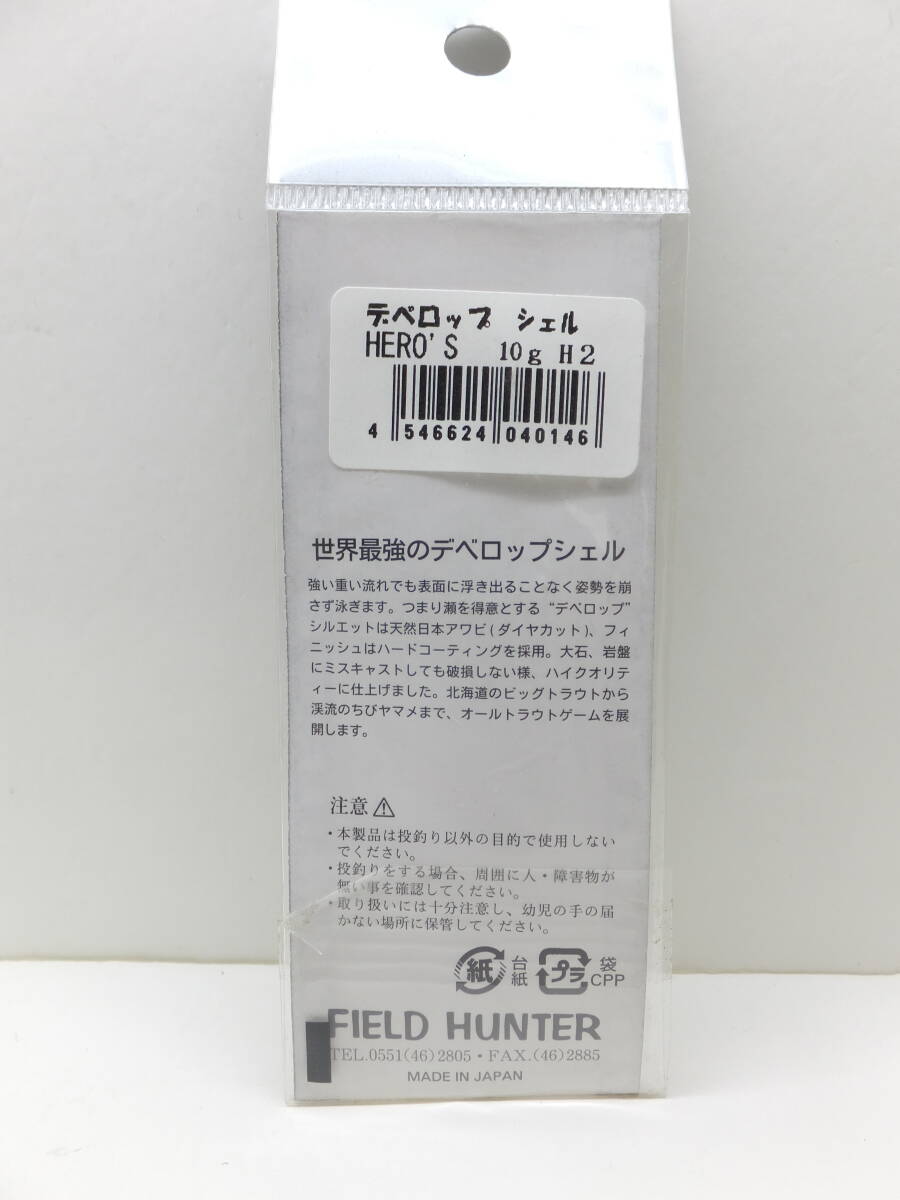 デベロップ シェル
HERO'S 10g H2
4 546624 040146
世界最強のデベロップシェル
強い重い流れでも表面に浮き出ることなく姿勢を崩
さず泳ぎます。つまり瀬を得意とする“デベロップ”
シルエットは天然日本アワビ(ダイヤカット)、フィ
ニッシュはハードコーティングを採用。大石、岩盤
にミスキャストしても破損しない様、ハイクオリテ
ィーに仕上げました。北海道のビッグトラウトから
渓流のちびヤマメまで、オールトラウトゲームを展
開します。
注意
・本製品は投釣り以外の目的で使用しない
でください。
・投釣りをする場合、周囲に人・障害物が
無い事を確認してください。
・取り扱いには十分注意し、幼児の手の届
かない場所に保管してください。
紙 台紙 プラ 袋 CPP
FIELD HUNTER
TEL.0551(46)2805・FAX.(46)2885
MADE IN JAPAN